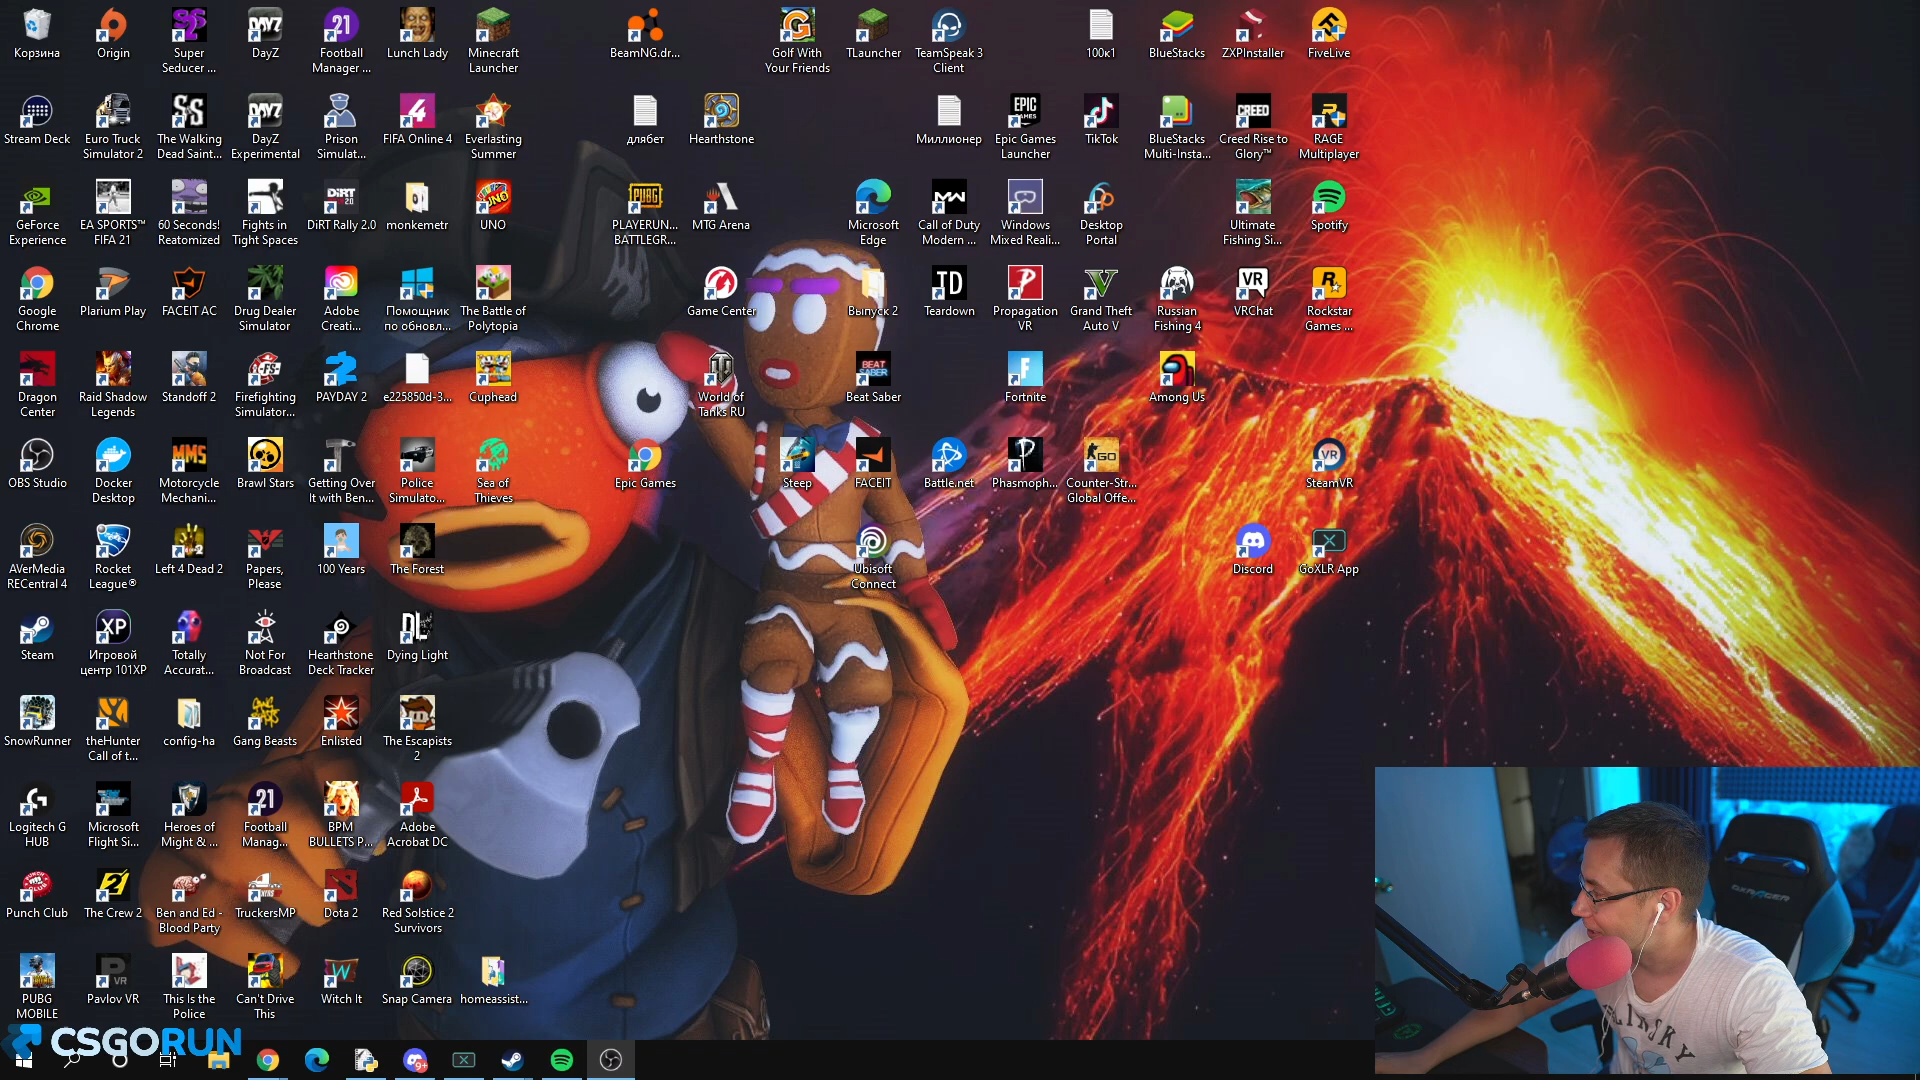 Корзина
Origin
Super
Seducer ...
DayZ
Football
Manager ...
Lunch Lady
Minecraft
Launcher
BeamNG.dr...
Golf With
Your Friends
TLauncher
TeamSpeak 3
Client
100к1
BlueStacks
ZXPInstaller
FiveLive
Stream Deck
Euro Truck
Simulator 2
The Walking
Dead Saint...
DayZ
Experimental
Prison
Simulat...
FIFA Online 4
Everlasting
Summer
длябет
Hearthstone
Миллионер
Epic Games
Launcher
TikTok
BlueStacks
Multi-Insta...
Creed Rise to
Glory™
RAGE
Multiplayer
GeForce
Experience
EA SPORTS™
FIFA 21
60 Seconds!
Reatomized
Fights in
Tight Spaces
DiRT Rally 2.0
monkemetr
UNO
PLAYERUN...
BATTLEGR...
MTG Arena
Microsoft
Edge
Call of Duty
Modern ...
Windows
Mixed Reali...
Desktop
Portal
Ultimate
Fishing Si...
Spotify
Google
Chrome
Plarium Play
FACEIT AC
Drug Dealer
Simulator
Adobe
Creati...
Помощник
по обновл...
The Battle of
Polytopia
Game Center
Выпуск 2
Teardown
Propagation
VR
Grand Theft
Auto V
Russian
Fishing 4
VRChat
Rockstar
Games ...
Dragon
Center
Raid Shadow
Legends
Standoff 2
Firefighting
Simulator...
PAYDAY 2
e225850d-3...
Cuphead
World of
Tanks RU
Beat Saber
Fortnite
Among Us
OBS Studio
Docker
Desktop
Motorcycle
Mechani...
Brawl Stars
Getting Over
It with Ben...
Police
Simulato...
Sea of
Thieves
Epic Games
Steep
FACEIT
Battle.net
Phasmoph...
Counter-Str...
Global Offe...
SteamVR
AVerMedia
RECentral 4
Rocket
League®
Left 4 Dead 2
Papers,
Please
100 Years
The Forest
Ubisoft
Connect
Discord
GoXLR App
Steam
Игровой
центр 101XP
Totally
Accurat...
Not For
Broadcast
Hearthstone
Deck Tracker
Dying Light
SnowRunner
theHunter
Call of t...
config-ha
Gang Beasts
Enlisted
The Escapists
2
Logitech G
HUB
Microsoft
Flight Si...
Heroes of
Might & ...
Football
Manag...
BPM
BULLETS P...
Adobe
Acrobat DC
Punch Club
The Crew 2
Ben and Ed -
Blood Party
TruckersMP
Dota 2
Red Solstice 2
Survivors
PUBG
MOBILE
Pavlov VR
This Is the
Police
Can't Drive
This
Witch It
Snap Camera
homeassist...
CSGORUN